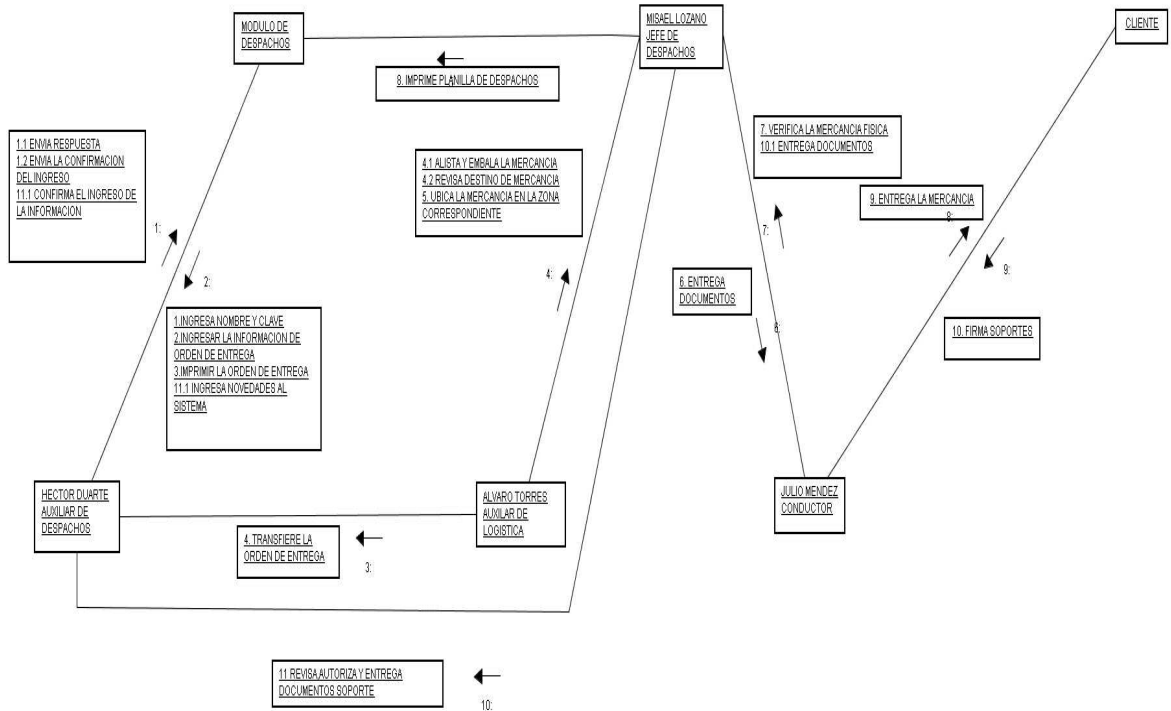 MODULO DE
DESPACHOS
MISAEL LOZANO
JEFE DE
DESPACHOS
CLIENTE
8. IMPRIME PLANILLA DE DESPACHOS
1.1 ENVIA RESPUESTA
1.2 ENVIA LA CONFIRMACION
DEL INGRESO
11.1 CONFIRMA EL INGRESO DE
LA INFORMACION
4.1 ALISTA Y EMBALA LA MERCANCIA
4.2 REVISA DESTINO DE MERCANCIA
5. UBICA LA MERCANCIA EN LA ZONA
CORRESPONDIENTE
7. VERIFICA LA MERCANCIA FISICA
10.1 ENTREGA DOCUMENTOS
9. ENTREGA LA MERCANCIA
8:
1:
7:
2:
4:
6. ENTREGA
DOCUMENTOS
9:
1.INGRESA NOMBRE Y CLAVE
2.INGRESAR LA INFORMACION DE
ORDEN DE ENTREGA
3.IMPRIMIR LA ORDEN DE ENTREGA
11.1 INGRESA NOVEDADES AL
SISTEMA
6:
10. FIRMA SOPORTES
HECTOR DUARTE
AUXILIAR DE
DESPACHOS
ALVARO TORRES
AUXILAR DE
LOGISTICA
JULIO MENDEZ
CONDUCTOR
4. TRANSFIERE LA
ORDEN DE ENTREGA
3:
11 REVISA,AUTORIZA Y ENTREGA
DOCUMENTOS SOPORTE
10: